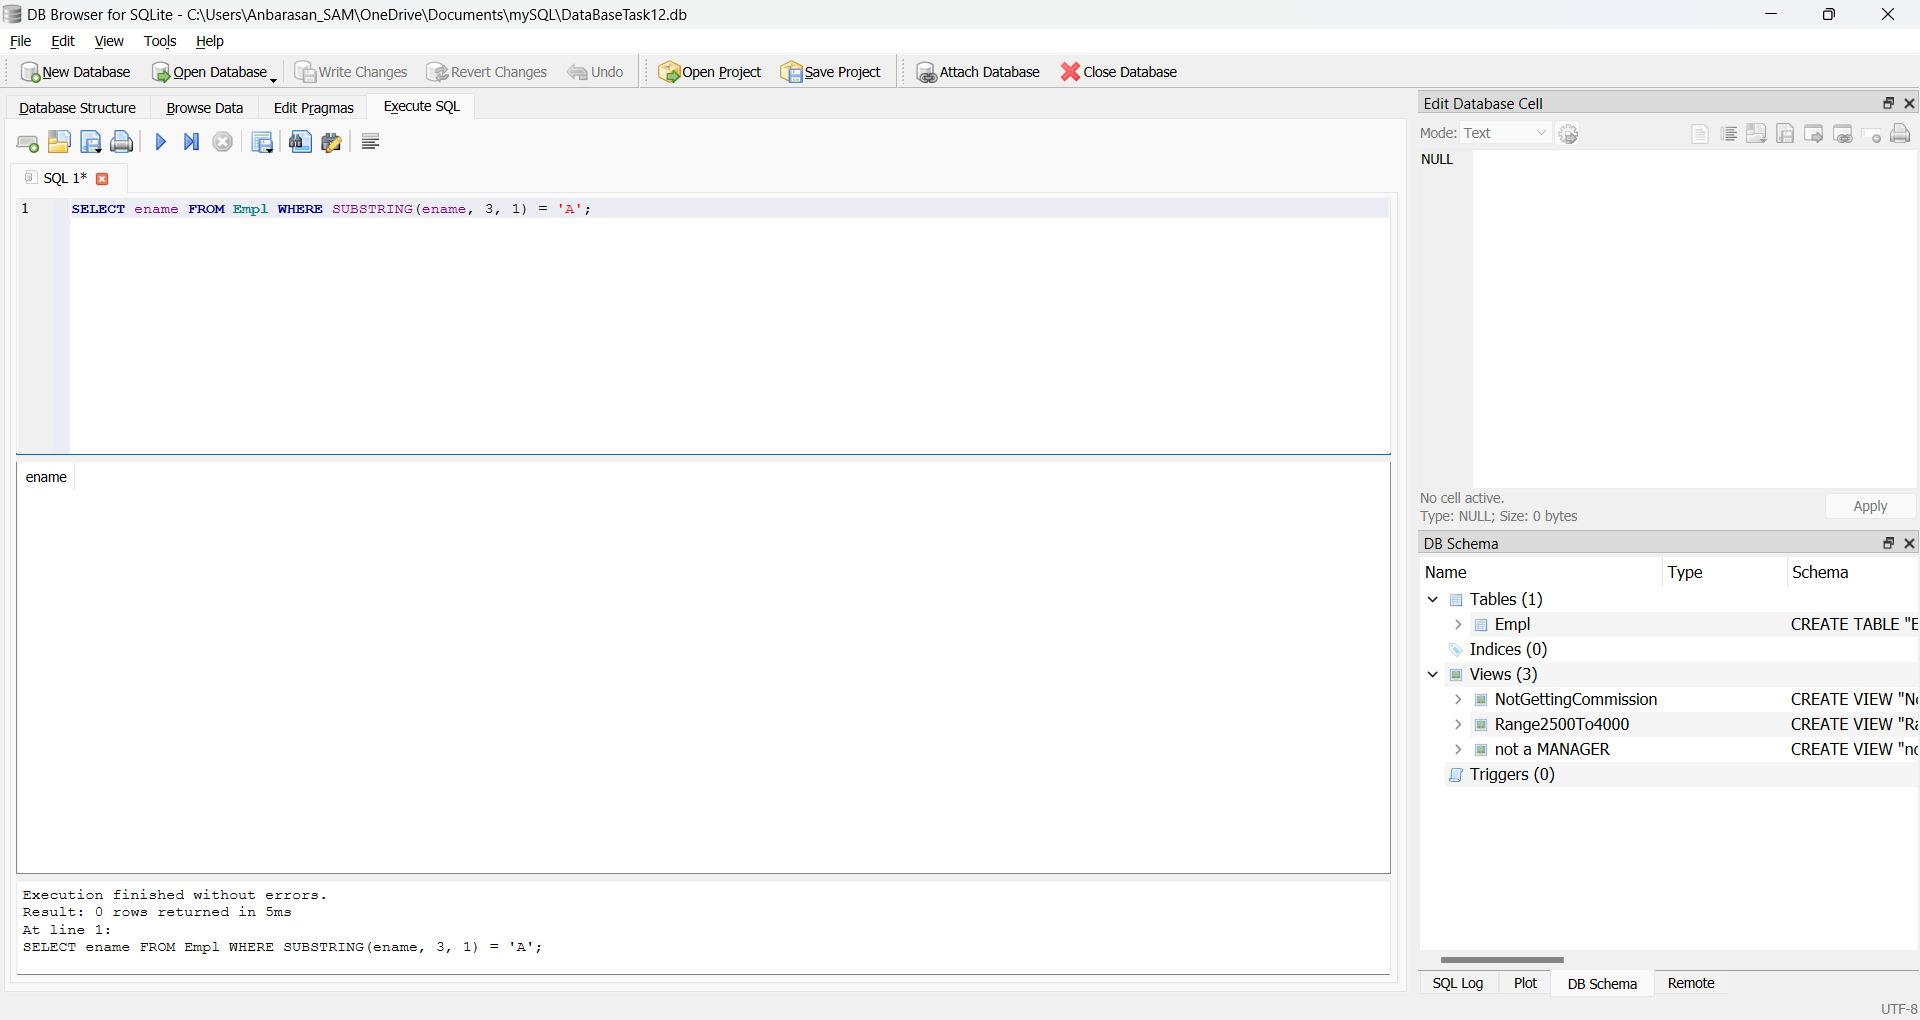 DB Browser for SQLite - C:\Users\Anbarasan_SAM\OneDrive\Documents\mySQL\DataBaseTask12.db
File Edit View Tools Help
New Database Open Database Write Changes Revert Changes Undo Open Project Save Project Attach Database Close Database
Database Structure Browse Data Edit Pragmas Execute SQL
SQL 1*
1 SELECT ename FROM Empl WHERE SUBSTRING(ename, 3, 1) = 'A';
ename
Execution finished without errors.
Result: 0 rows returned in 5ms
At line 1:
SELECT ename FROM Empl WHERE SUBSTRING(ename, 3, 1) = 'A';
Edit Database Cell
Mode: Text
NULL
No cell active.
Type: NULL; Size: 0 bytes
Apply
DB Schema
Name Type Schema
Tables (1)
Empl CREATE TABLE "E
Indices (0)
Views (3)
NotGettingCommission CREATE VIEW "N
Range2500To4000 CREATE VIEW "Ra
not a MANAGER CREATE VIEW "no
Triggers (0)
SQL Log Plot DB Schema Remote
UTF-8